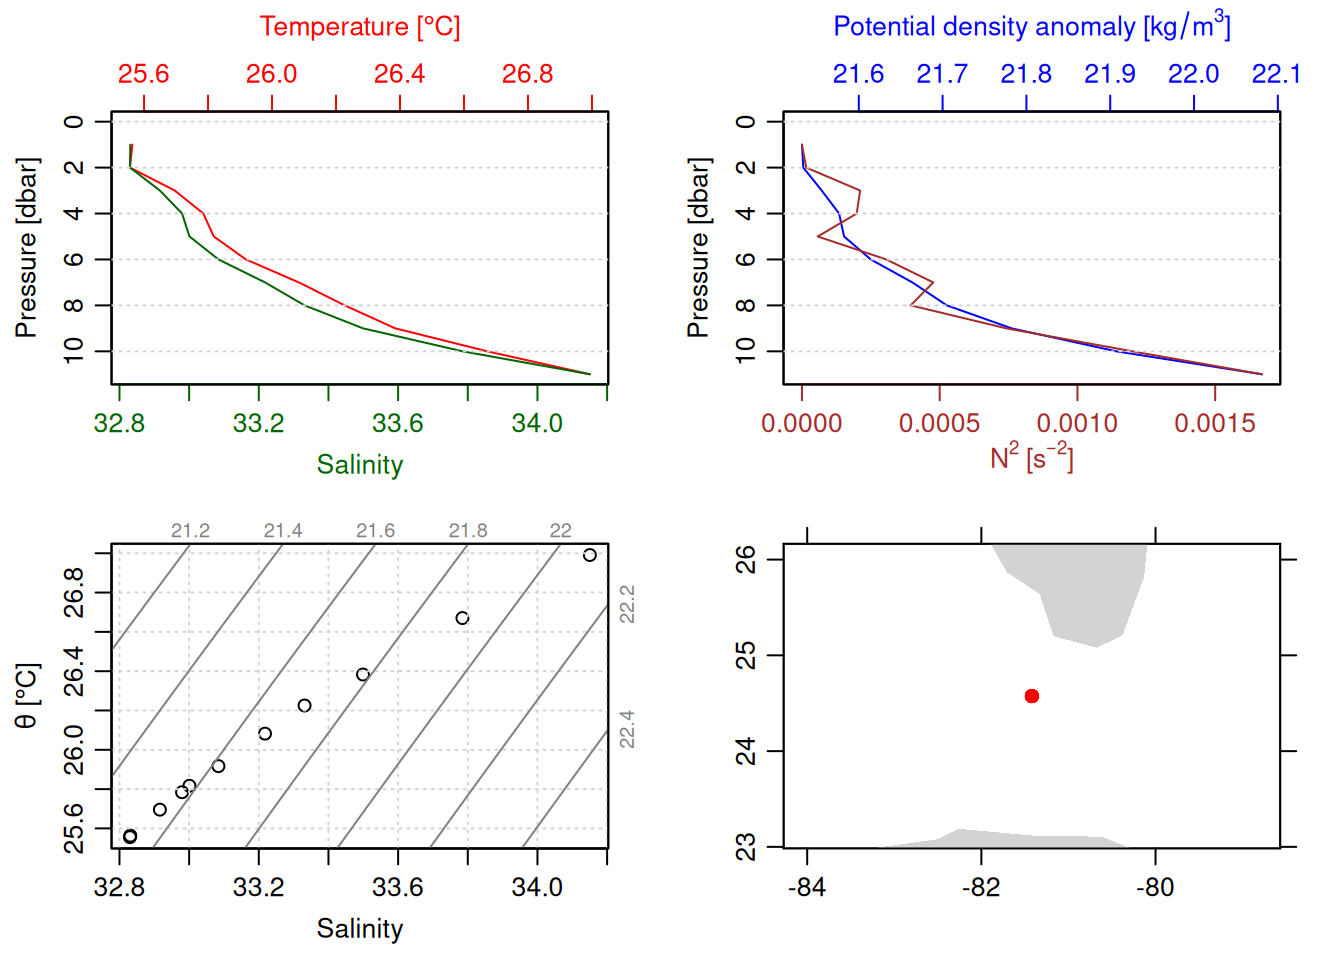 Temperature [°C]
25.6 26.0 26.4 26.8
Pressure [dbar]
0
2
4
6
8
10
32.8 33.2 33.6 34.0
Salinity
Potential density anomaly [kg/m³]
21.6 21.7 21.8 21.9 22.0 22.1
Pressure [dbar]
0
2
4
6
8
10
0.0000 0.0005 0.0010 0.0015
N² [s⁻²]
21.2 21.4 21.6 21.8 22
22.2
22.4
θ [°C]
26.8
26.4
26.0
25.6
32.8 33.2 33.6 34.0
Salinity
26
25
24
23
-84 -82 -80